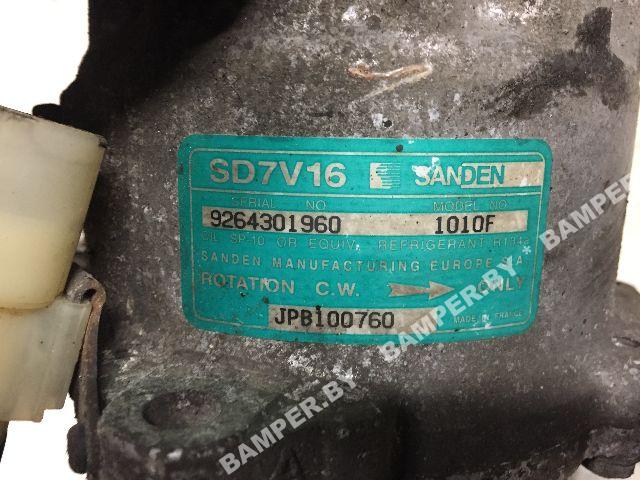 SD7V16 SANDEN
SERIAL NO MODEL NO
9264301960 1010F
OIL SP-10 OR EQUIV. REFRIGERANT R134a
SANDEN MANUFACTURING EUROPE S.A.
ROTATION C.W. ONLY
JPB100760 MADE IN FRANCE
BAMPER.BY * BAMPER.BY * BAMPER.BY